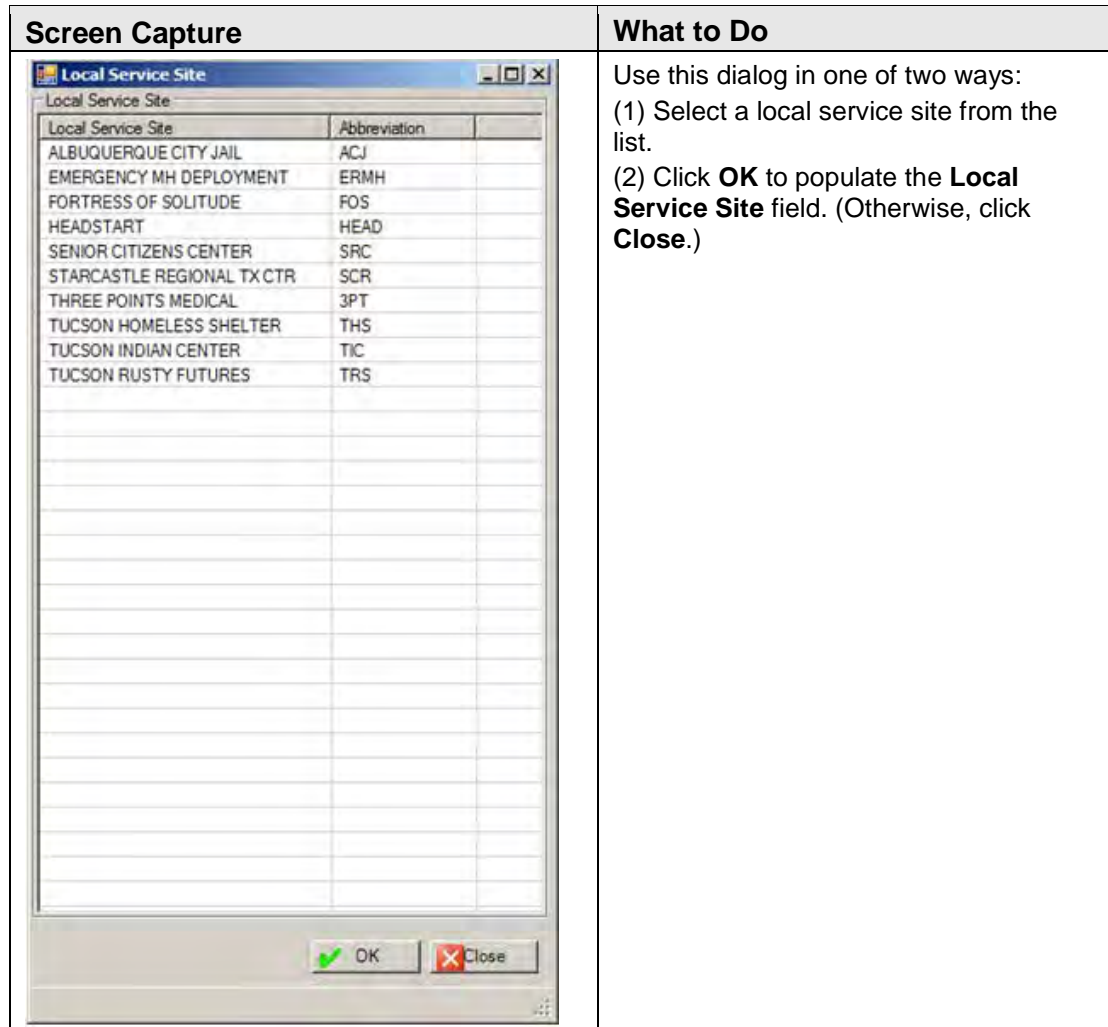 Screen Capture
What to Do
Local Service Site
Local Service Site
Local Service Site Abbreviation
ALBUQUERQUE CITY JAIL ACJ
EMERGENCY MH DEPLOYMENT ERMH
FORTRESS OF SOLITUDE FOS
HEADSTART HEAD
SENIOR CITIZENS CENTER SRC
STARCASTLE REGIONAL TX CTR SCR
THREE POINTS MEDICAL 3PT
TUCSON HOMELESS SHELTER THS
TUCSON INDIAN CENTER TIC
TUCSON RUSTY FUTURES TRS
OK Close
Use this dialog in one of two ways:
(1) Select a local service site from the
list.
(2) Click OK to populate the Local
Service Site field. (Otherwise, click
Close.)